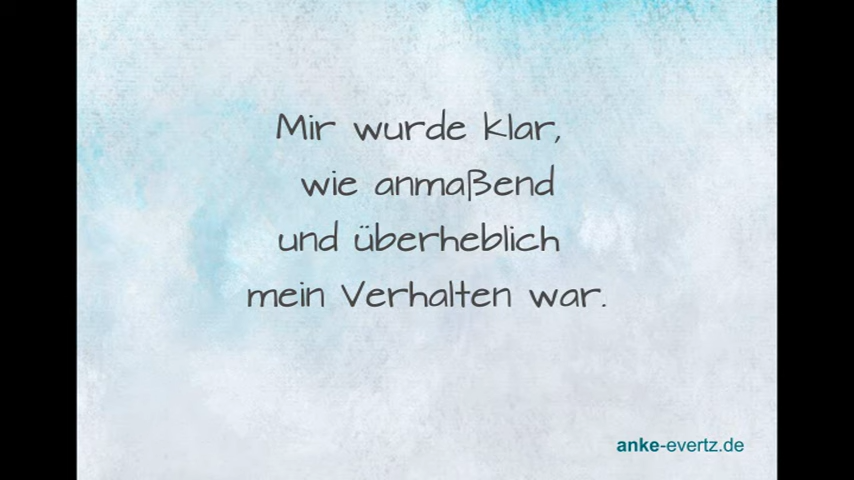 Mir wurde klar,
wie anmaßend
und überheblich
mein Verhalten war.
anke-evertz.de